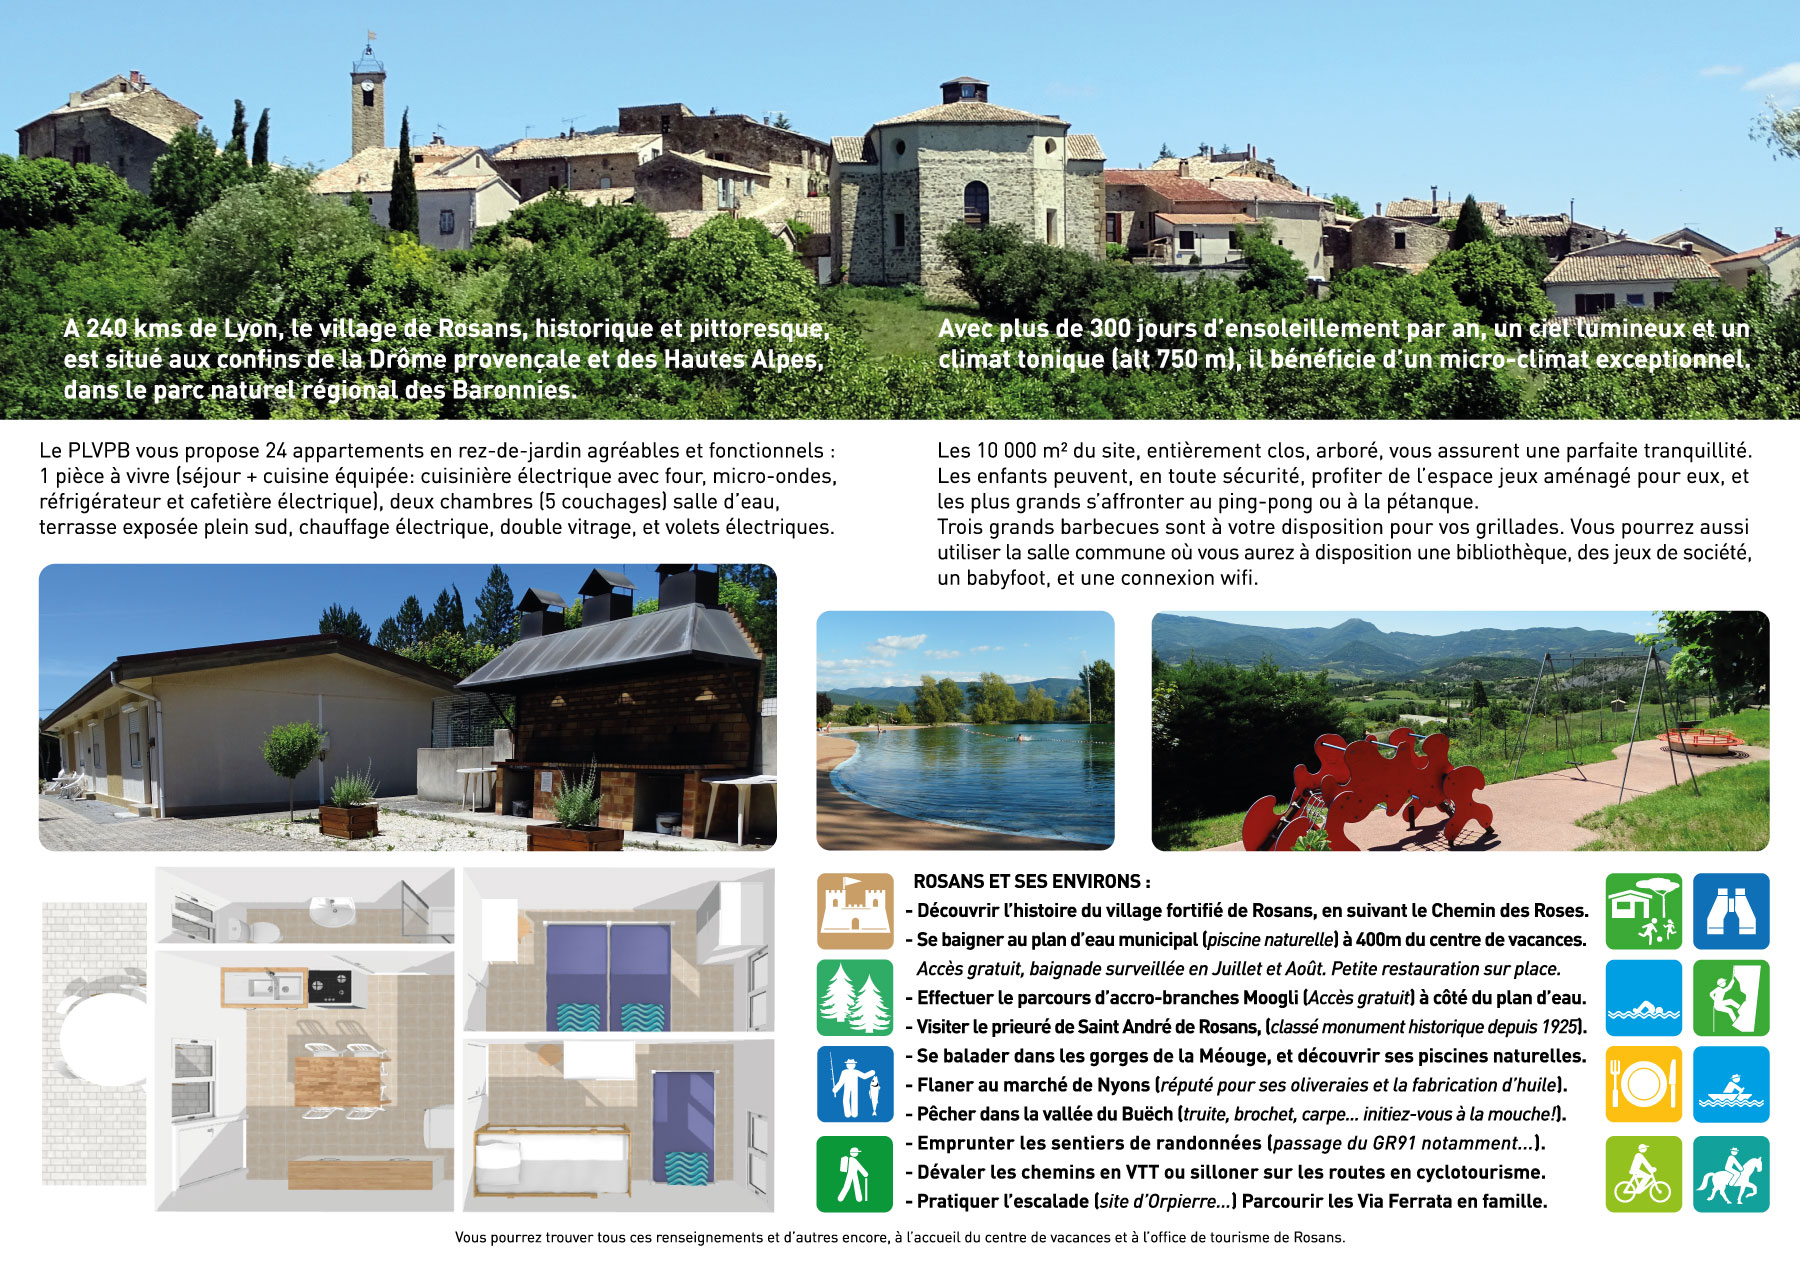 A 240 kms de Lyon, le village de Rosans, historique et pittoresque,
est situé aux confins de la Drôme provençale et des Hautes Alpes,
dans le parc naturel régional des Baronnies.
Avec plus de 300 jours d’ensoleillement par an, un ciel lumineux et un
climat tonique (alt 750 m), il bénéficie d’un micro-climat exceptionnel.
Le PLVPB vous propose 24 appartements en rez-de-jardin agréables et fonctionnels :
1 pièce à vivre (séjour + cuisine équipée: cuisinière électrique avec four, micro-ondes,
réfrigérateur et cafetière électrique), deux chambres (5 couchages) salle d’eau,
terrasse exposée plein sud, chauffage électrique, double vitrage, et volets électriques.
Les 10 000 m² du site, entièrement clos, arboré, vous assurent une parfaite tranquillité.
Les enfants peuvent, en toute sécurité, profiter de l’espace jeux aménagé pour eux, et
les plus grands s’affronter au ping-pong ou à la pétanque.
Trois grands barbecues sont à votre disposition pour vos grillades. Vous pourrez aussi
utiliser la salle commune où vous aurez à disposition une bibliothèque, des jeux de société,
un babyfoot, et une connexion wifi.
ROSANS ET SES ENVIRONS :
- Découvrir l’histoire du village fortifié de Rosans, en suivant le Chemin des Roses.
- Se baigner au plan d’eau municipal (piscine naturelle) à 400m du centre de vacances.
Accès gratuit, baignade surveillée en Juillet et Août. Petite restauration sur place.
- Effectuer le parcours d’accro-branches Moogli (Accès gratuit) à côté du plan d’eau.
- Visiter le prieuré de Saint André de Rosans, (classé monument historique depuis 1925).
- Se balader dans les gorges de la Méouge, et découvrir ses piscines naturelles.
- Flaner au marché de Nyons (réputé pour ses oliveraies et la fabrication d’huile).
- Pêcher dans la vallée du Buëch (truite, brochet, carpe... initiez-vous à la mouche!).
- Emprunter les sentiers de randonnées (passage du GR91 notamment...).
- Dévaler les chemins en VTT ou silloner sur les routes en cyclotourisme.
- Pratiquer l’escalade (site d’Orpierre...) Parcourir les Via Ferrata en famille.
Vous pourrez trouver tous ces renseignements et d’autres encore, à l’accueil du centre de vacances et à l’office de tourisme de Rosans.